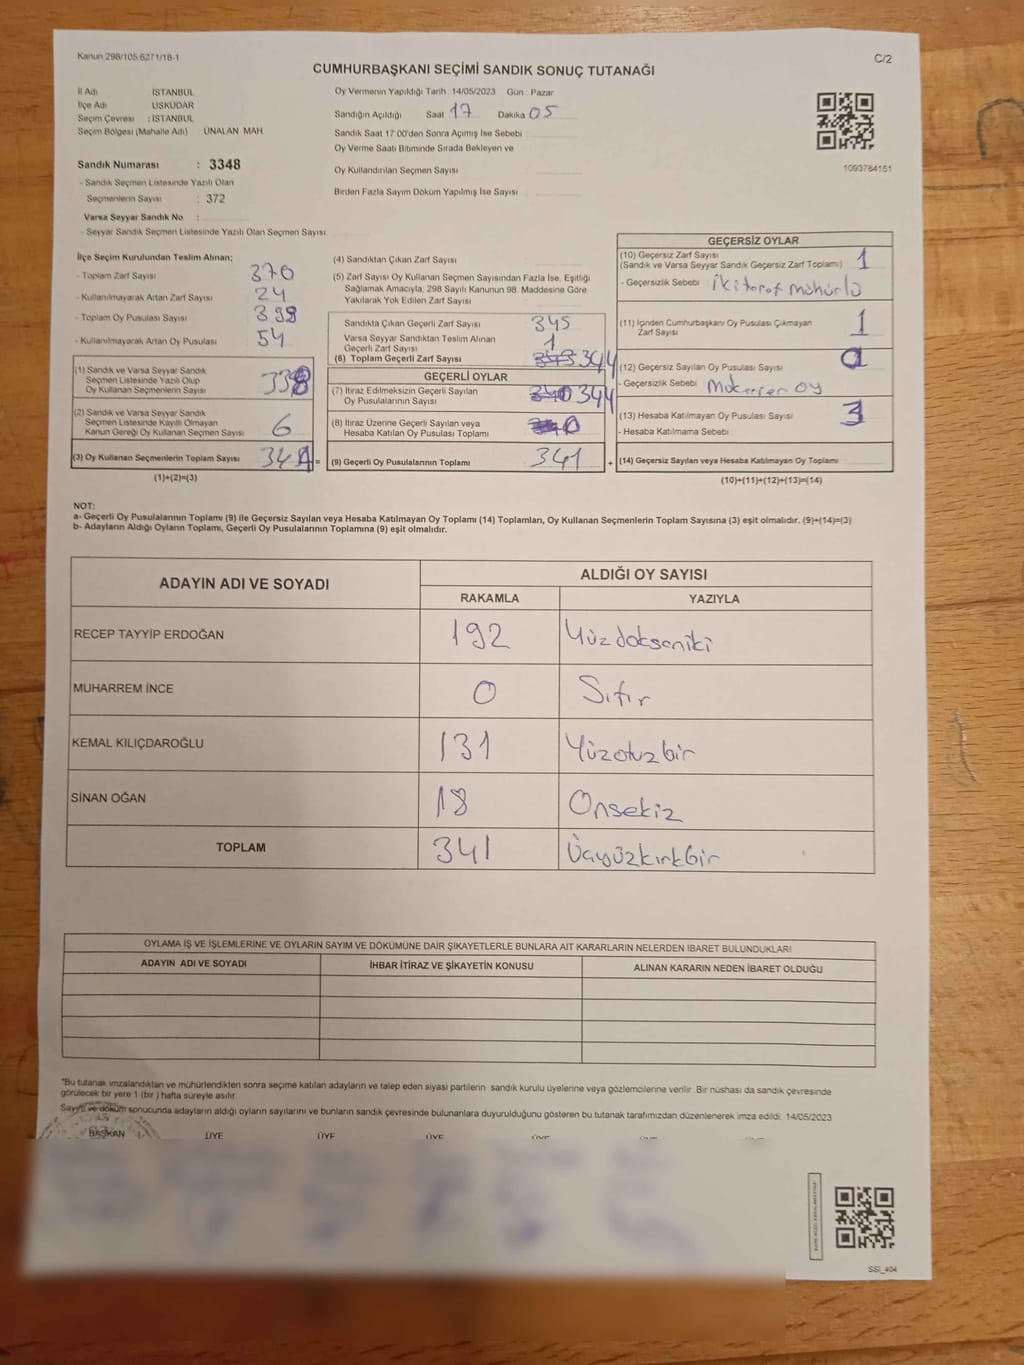 Kanun 298/105.6271/18-1
C/2
CUMHURBAŞKANI SEÇİMİ SANDIK SONUÇ TUTANAĞI
İl Adı İSTANBUL
İlçe Adı ÜSKÜDAR
Seçim Çevresi : İSTANBUL
Seçim Bölgesi (Mahalle Adı) : ÜNALAN MAH
Sandık Numarası : 3348
- Sandık Seçmen Listesinde Yazılı Olan
Seçmenlerin Sayısı : 372
Varsa Seyyar Sandık No :
- Seyyar Sandık Seçmen Listesinde Yazılı Olan Seçmen Sayısı
Oy Vermenin Yapıldığı Tarih : 14/05/2023 Gün : Pazar
Sandığın Açıldığı Saat 17 Dakika 05
Sandık Saat 17.00'den Sonra Açımış İse Sebebi
Oy Verme Saati Bitiminde Sırada Bekleyen ve
Oy Kullandırılan Seçmen Sayısı
Birden Fazla Sayım Döküm Yapılmış İse Sayısı
1093784151
İlçe Seçim Kurulundan Teslim Alınan;
- Toplam Zarf Sayısı 370
- Kullanılmayarak Artan Zarf Sayısı 24
- Toplam Oy Pusulası Sayısı 399
- Kullanılmayarak Artan Oy Pusulası 54
(1) Sandık ve Varsa Seyyar Sandık
Seçmen Listesinde Yazılı Olup
Oy Kullanan Seçmenlerin Sayısı 338
(2) Sandık ve Varsa Seyyar Sandık
Seçmen Listesinde Kayıtlı Olmayan
Kanun Gereği Oy Kullanan Seçmen Sayısı 6
(3) Oy Kullanan Seçmenlerin Toplam Sayısı =
(1)+(2)=(3)
(4) Sandıktan Çıkan Zarf Sayısı
(5) Zarf Sayısı Oy Kullanan Seçmen Sayısından Fazla İse, Eşitliği
Sağlamak Amacıyla, 298 Sayılı Kanunun 98. Maddesine Göre
Yakılarak Yok Edilen Zarf Sayısı
Sandıkta Çıkan Geçerli Zarf Sayısı 345
Varsa Seyyar Sandıktan Teslim Alınan
Geçerli Zarf Sayısı 1
(6) Toplam Geçerli Zarf Sayısı 344
GEÇERLİ OYLAR
(7) İtiraz Edilmeksizin Geçerli Sayılan
Oy Pusulalarının Sayısı 344
(8) İtiraz Üzerine Geçerli Sayılan veya
Hesaba Katılan Oy Pusulası Toplamı 0
(9) Geçerli Oy Pusulalarının Toplamı 341 +
GEÇERSİZ OYLAR
(10) Geçersiz Zarf Sayısı
(Sandık ve Varsa Seyyar Sandık Geçersiz Zarf Toplamı) 1
- Geçersizlik Sebebi İki taraf mühürlü
(11) İçinden Cumhurbaşkanı Oy Pusulası Çıkmayan
Zarf Sayısı 1
(12) Geçersiz Sayılan Oy Pusulası Sayısı
- Geçersizlik Sebebi Mükerrer oy
(13) Hesaba Katılmayan Oy Pusulası Sayısı 3
- Hesaba Katılmama Sebebi
(14) Geçersiz Sayılan veya Hesaba Katılmayan Oy Toplamı
(10)+(11)+(12)+(13)=(14)
NOT:
a- Geçerli Oy Pusulalarının Toplamı (9) ile Geçersiz Sayılan veya Hesaba Katılmayan Oy Toplamı (14) Toplamları, Oy Kullanan Seçmenlerin Toplam Sayısına (3) eşit olmalıdır. (9)+(14)=(3)
b- Adayların Aldığı Oyların Toplamı, Geçerli Oy Pusulalarının Toplamına (9) eşit olmalıdır.
ADAYIN ADI VE SOYADI
ALDIĞI OY SAYISI
RAKAMLA YAZIYLA
RECEP TAYYİP ERDOĞAN 192 Yüzdoksaniki
MUHARREM İNCE 0 Sıfır
KEMAL KILIÇDAROĞLU 131 Yüzotuzbir
SİNAN OĞAN 18 Onsekiz
TOPLAM 341 Üçyüzkırkbir
OYLAMA İŞ VE İŞLEMLERİNE VE OYLARIN SAYIM VE DÖKÜMÜNE DAİR ŞİKAYETLERLE BUNLARA AİT KARARLARIN NELERDEN İBARET BULUNDUKLARI
ADAYIN ADI VE SOYADI İHBAR İTİRAZ VE ŞİKAYETİN KONUSU ALINAN KARARIN NEDEN İBARET OLDUĞU
*Bu tutanak imzalandıktan ve mühürlendikten sonra seçime katılan adayların ve talep eden siyasi partilerin sandık kurulu üyelerine veya gözlemcilerine verilir. Bir nüshası da sandık çevresinde
görülecek bir yere 1 (bir ) hafta süreyle asılır.
Sayım ve döküm sonucunda adayların aldığı oyların sayılarını ve bunların sandık çevresinde bulunanlara duyurulduğunu gösteren bu tutanak tarafımızdan düzenlenerek imza edildi. 14/05/2023
BAŞKAN ÜYE ÜYE ÜYE ÜYE ÜYE ÜYE
SSİ_404